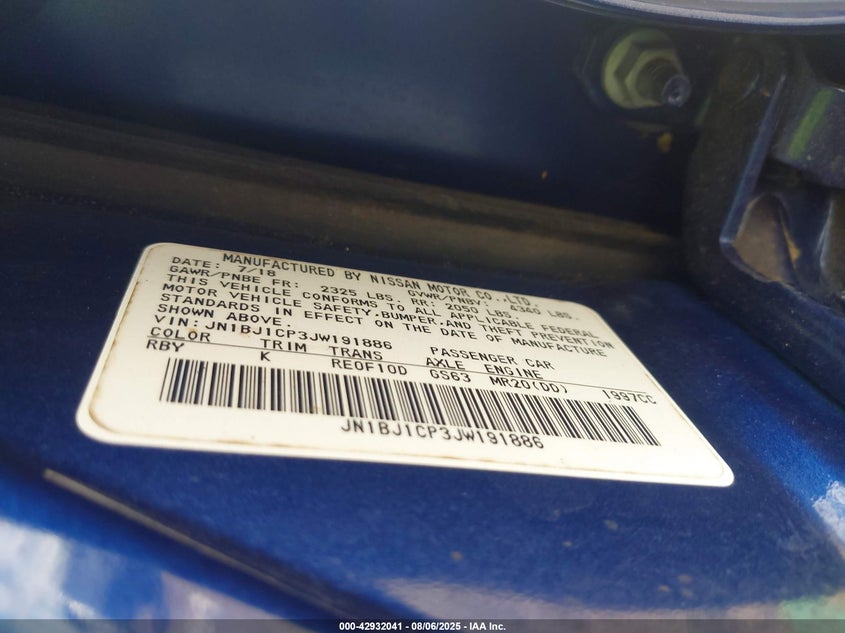 MANUFACTURED BY NISSAN MOTOR CO.,LTD.
DATE: 7/18 GVWR/PNBV: 4340 LBS.
GAWR/PNBE FR: 2325 LBS. RR: 2050 LBS.
THIS VEHICLE CONFORMS TO ALL APPLICABLE FEDERAL
MOTOR VEHICLE SAFETY,BUMPER,AND THEFT PREVENTION
STANDARDS IN EFFECT ON THE DATE OF MANUFACTURE
SHOWN ABOVE.
VIN: JN1BJ1CP3JW191886 PASSENGER CAR
COLOR TRIM TRANS AXLE ENGINE
RBY K RE0F10D GS63 MR20(DD) 1997CC
JN1BJ1CP3JW191886
000-42932041 - 08/06/2025 - IAA Inc.